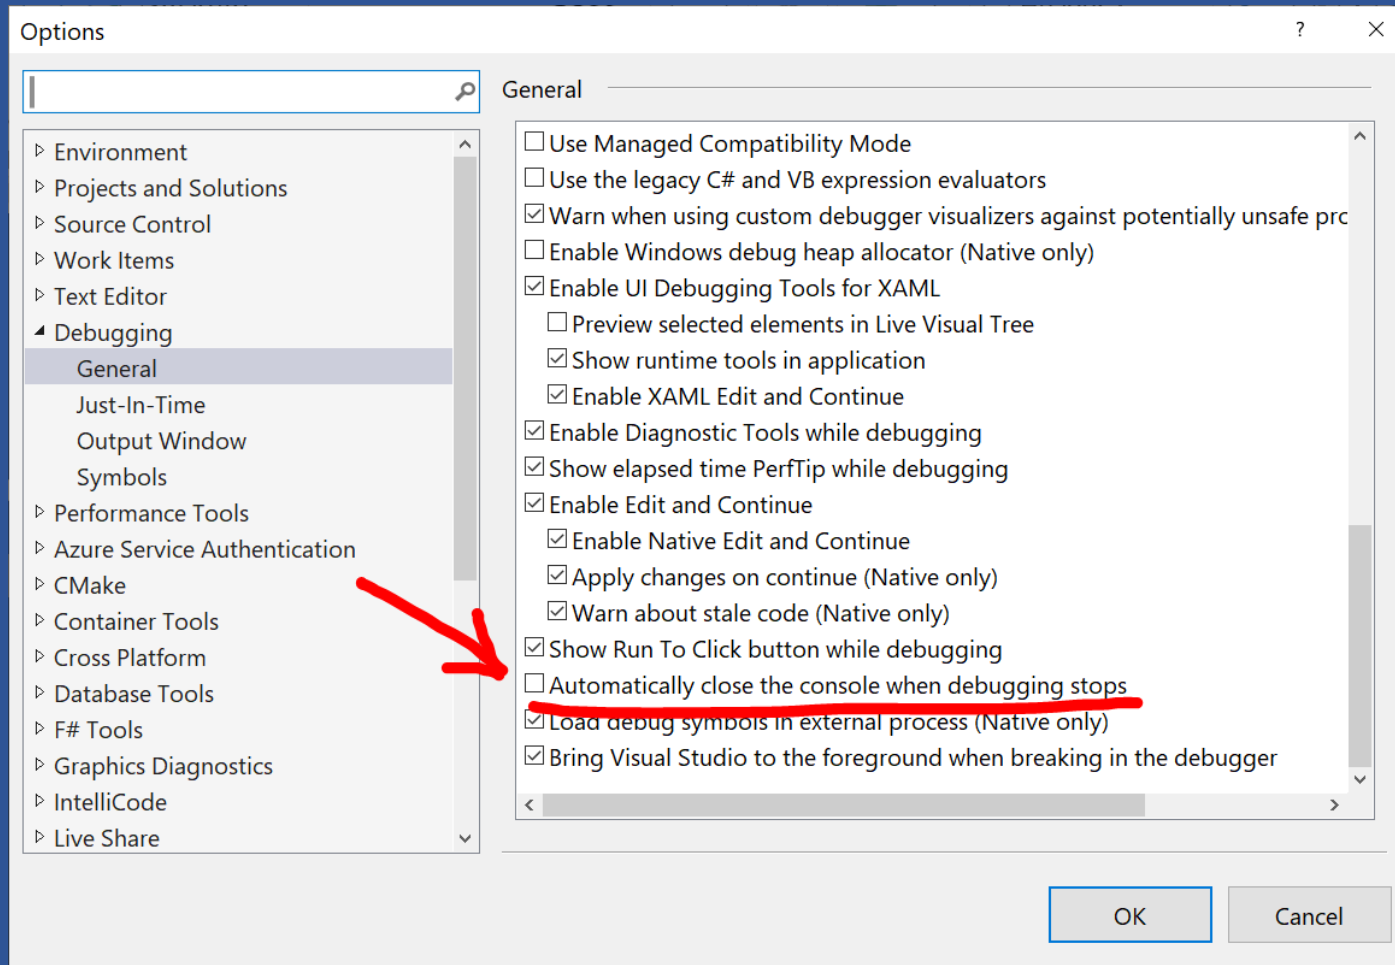 Options
?
General
Environment
Projects and Solutions
Source Control
Work Items
Text Editor
Debugging
General
Just-In-Time
Output Window
Symbols
Performance Tools
Azure Service Authentication
CMake
Container Tools
Cross Platform
Database Tools
F# Tools
Graphics Diagnostics
IntelliCode
Live Share
Use Managed Compatibility Mode
Use the legacy C# and VB expression evaluators
Warn when using custom debugger visualizers against potentially unsafe prc
Enable Windows debug heap allocator (Native only)
Enable UI Debugging Tools for XAML
Preview selected elements in Live Visual Tree
Show runtime tools in application
Enable XAML Edit and Continue
Enable Diagnostic Tools while debugging
Show elapsed time PerfTip while debugging
Enable Edit and Continue
Enable Native Edit and Continue
Apply changes on continue (Native only)
Warn about stale code (Native only)
Show Run To Click button while debugging
Automatically close the console when debugging stops
Load debug symbols in external process (Native only)
Bring Visual Studio to the foreground when breaking in the debugger
OK
Cancel